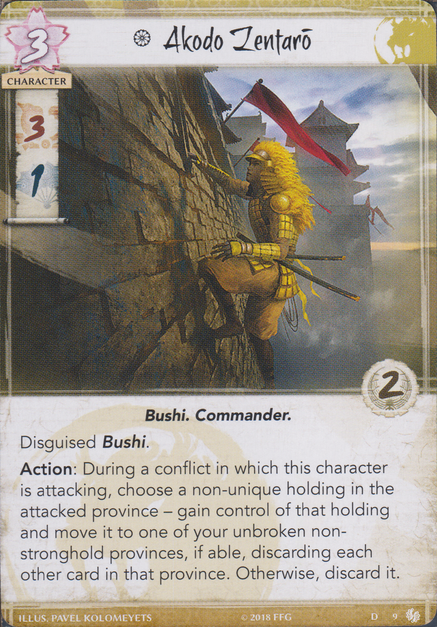 3
Akodo Zentarō
CHARACTER
3
1
2
Bushi. Commander.
Disguised Bushi.
Action: During a conflict in which this character
is attacking, choose a non-unique holding in the
attacked province – gain control of that holding
and move it to one of your unbroken non-
stronghold provinces, if able, discarding each
other card in that province. Otherwise, discard it.
ILLUS. PAVEL KOLOMEYETS © 2018 FFG D 9